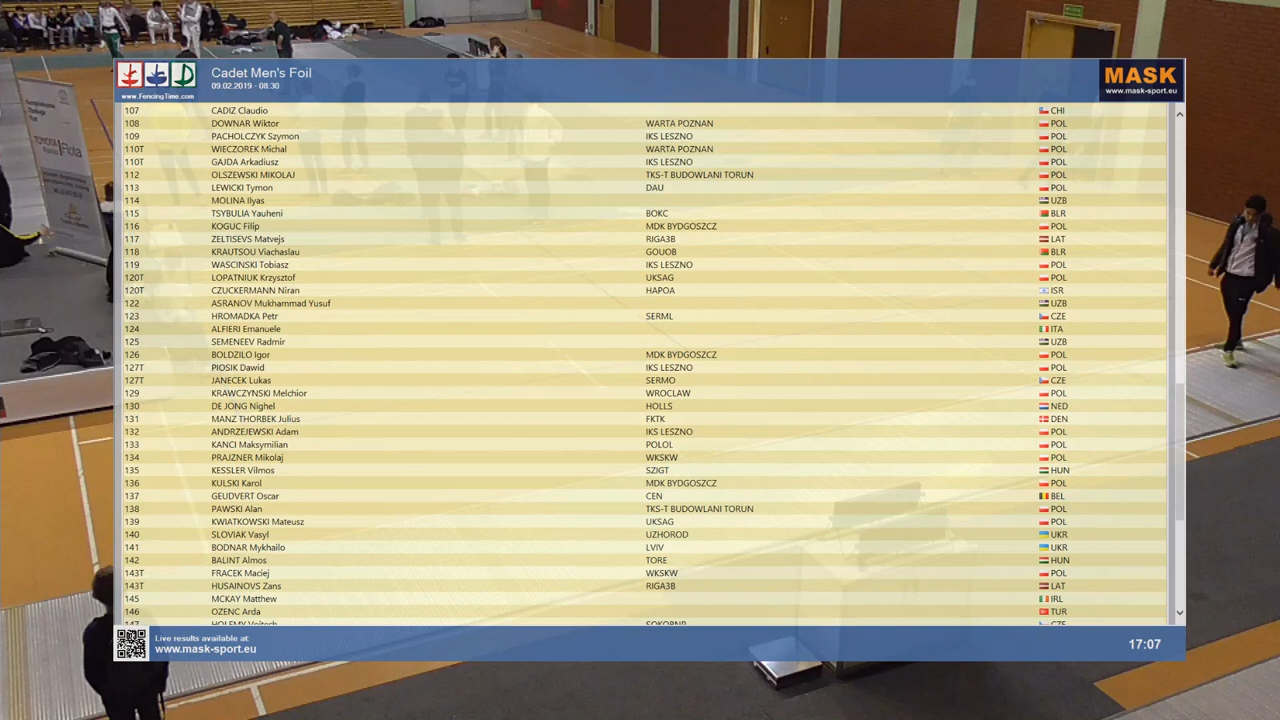 Cadet Men's Foil
09.02.2019 - 08:30
www.FencingTime.com
MASK
www.mask-sport.eu
107 CADIZ Claudio CHI
108 DOWNAR Wiktor WARTA POZNAN POL
109 PACHOLCZYK Szymon IKS LESZNO POL
110T WIECZOREK Michal WARTA POZNAN POL
110T GAJDA Arkadiusz IKS LESZNO POL
112 OLSZEWSKI MIKOLAJ TKS-T BUDOWLANI TORUN POL
113 LEWICKI Tymon DAU POL
114 MOLINA Ilyas UZB
115 TSYBULIA Yauheni BOKC BLR
116 KOGUC Filip MDK BYDGOSZCZ POL
117 ZELTISEVS Matvejs RIGA3B LAT
118 KRAUTSOU Viachaslau GOUOB BLR
119 WASCINSKI Tobiasz IKS LESZNO POL
120T LOPATNIUK Krzysztof UKSAG POL
120T CZUCKERMANN Niran HAPOA ISR
122 ASRANOV Mukhammad Yusuf UZB
123 HROMADKA Petr SERML CZE
124 ALFIERI Emanuele ITA
125 SEMENEEV Radmir UZB
126 BOLDZILO Igor MDK BYDGOSZCZ POL
127T PIOSIK Dawid IKS LESZNO POL
127T JANECEK Lukas SERMO CZE
129 KRAWCZYNSKI Melchior WROCLAW POL
130 DE JONG Nighel HOLLS NED
131 MANZ THORBEK Julius FKTK DEN
132 ANDRZEJEWSKI Adam IKS LESZNO POL
133 KANCI Maksymilian POLOL POL
134 PRAJZNER Mikolaj WKSKW POL
135 KESSLER Vilmos SZIGT HUN
136 KULSKI Karol MDK BYDGOSZCZ POL
137 GEUDVERT Oscar CEN BEL
138 PAWSKI Alan TKS-T BUDOWLANI TORUN POL
139 KWIATKOWSKI Mateusz UKSAG POL
140 SLOVIAK Vasyl UZHOROD UKR
141 BODNAR Mykhailo LVIV UKR
142 BALINT Almos TORE HUN
143T FRACEK Maciej WKSKW POL
143T HUSAINOVS Zans RIGA3B LAT
145 MCKAY Matthew IRL
146 OZENC Arda TUR
Live results available at:
www.mask-sport.eu
17:07
TOYOTA
Flota